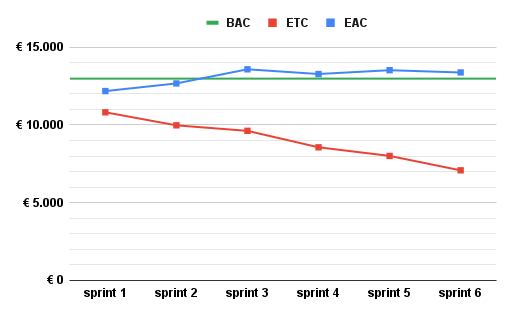 BAC ETC EAC
€ 15.000
€ 10.000
€ 5.000
€ 0
sprint 1 sprint 2 sprint 3 sprint 4 sprint 5 sprint 6